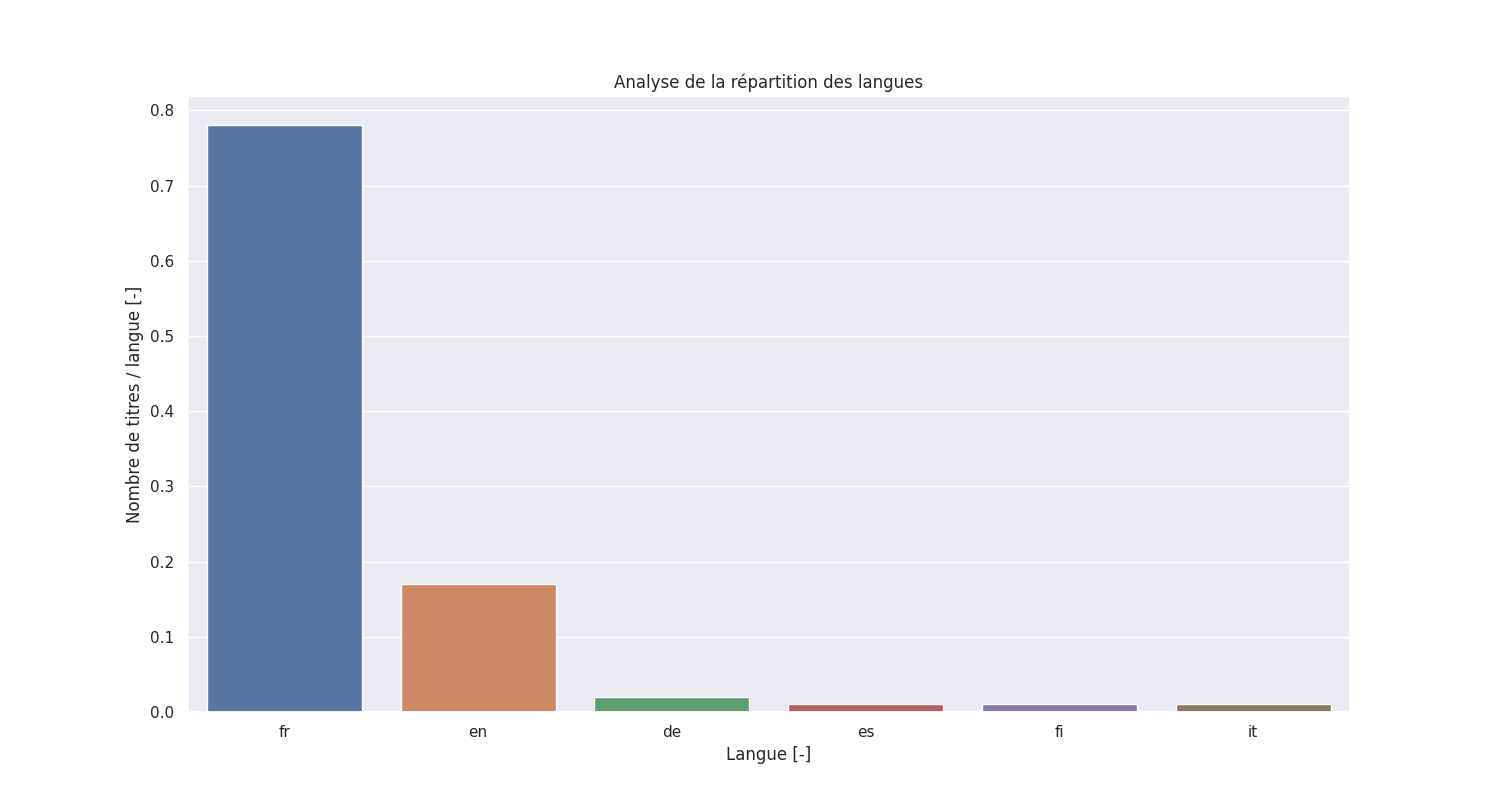 Analyse de la répartition des langues
0.8
0.7
0.6
0.5
0.4
0.3
0.2
0.1
0.0
Nombre de titres / langue [-]
fr en de es fi it
Langue [-]